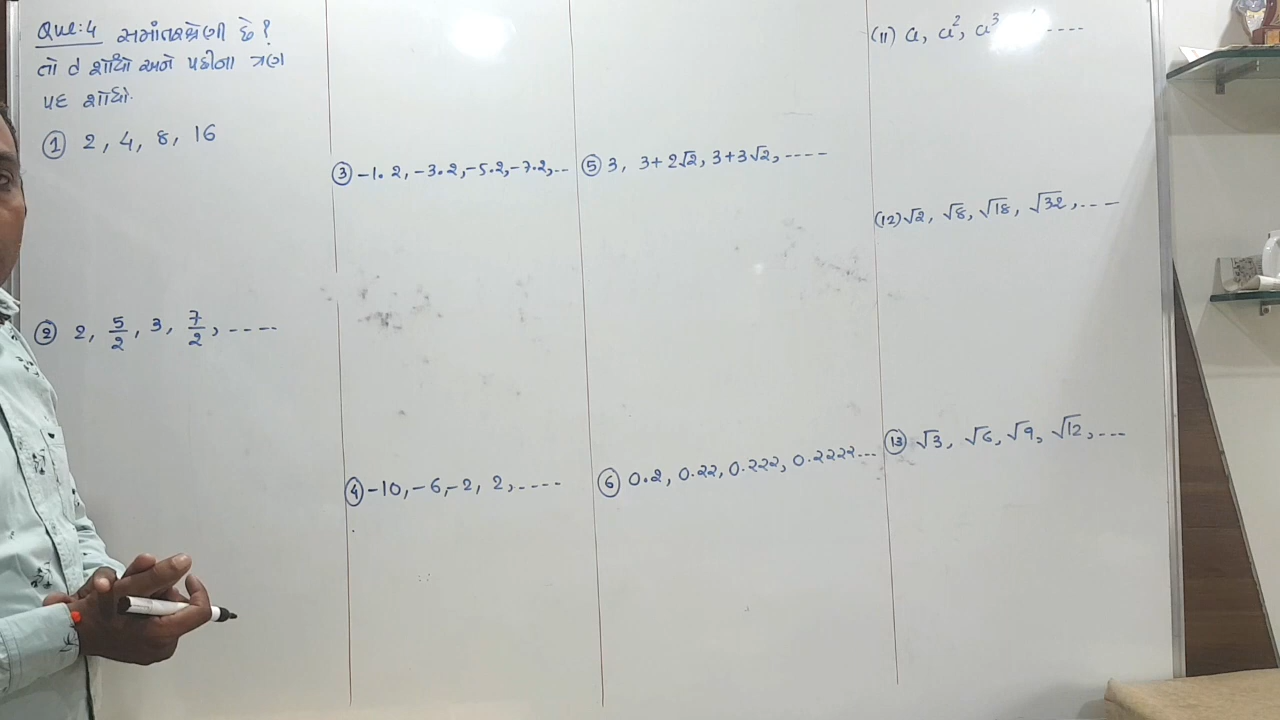 Que:4 સમાંતરશ્રેણી છે ?
તો d શોધો અને પછીના ત્રણ
પદ શોધો.
① 2, 4, 8, 16
② 2, 5/2, 3, 7/2, -----
③ -1.2, -3.2, -5.2, -7.2, ...
④ -10, -6, -2, 2, ----
⑤ 3, 3+2√2, 3+3√2, ----
⑥ 0.2, 0.22, 0.222, 0.2222...
(11) a, a², a³ ----
(12) √2, √8, √18, √32, ---
⑬ √3, √6, √9, √12, ---